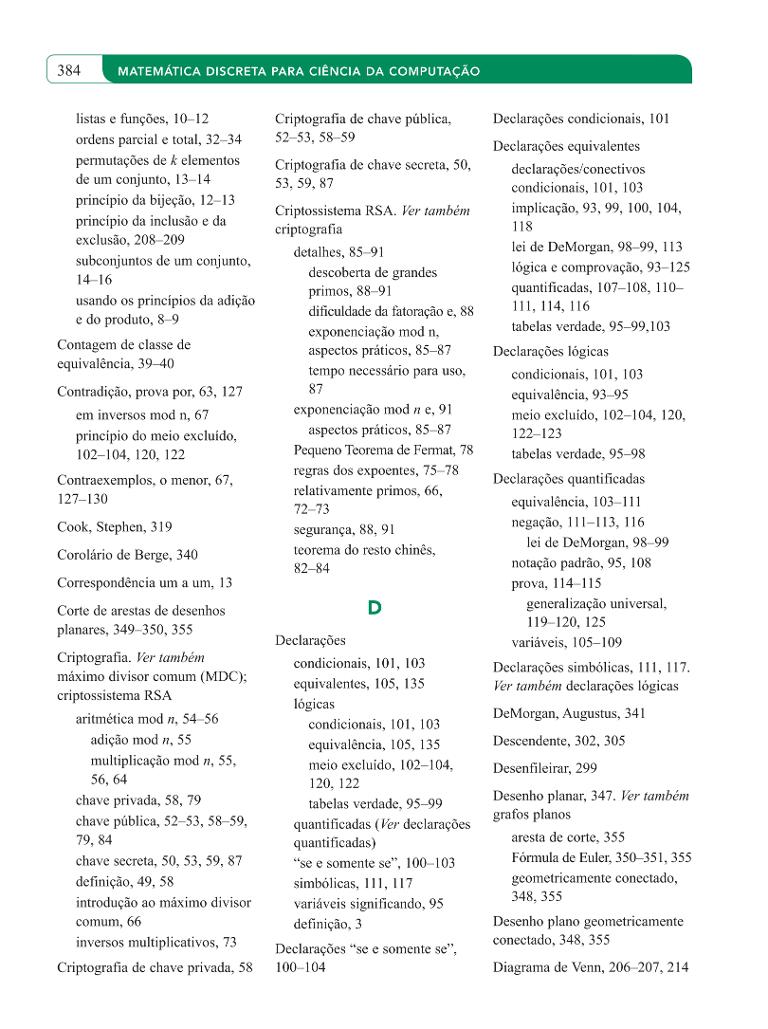 384
MATEMÁTICA DISCRETA PARA CIÊNCIA DA COMPUTAÇÃO
listas e funções, 10–12
ordens parcial e total, 32–34
permutações de k elementos
de um conjunto, 13–14
princípio da bijeção, 12–13
princípio da inclusão e da
exclusão, 208–209
subconjuntos de um conjunto,
14–16
usando os princípios da adição
e do produto, 8–9
Contagem de classe de
equivalência, 39–40
Contradição, prova por, 63, 127
em inversos mod n, 67
princípio do meio excluído,
102–104, 120, 122
Contraexemplos, o menor, 67,
127–130
Cook, Stephen, 319
Corolário de Berge, 340
Correspondência um a um, 13
Corte de arestas de desenhos
planares, 349–350, 355
Criptografia. Ver também
máximo divisor comum (MDC);
criptossistema RSA
aritmética mod n, 54–56
adição mod n, 55
multiplicação mod n, 55,
56, 64
chave privada, 58, 79
chave pública, 52–53, 58–59,
79, 84
chave secreta, 50, 53, 59, 87
definição, 49, 58
introdução ao máximo divisor
comum, 66
inversos multiplicativos, 73
Criptografia de chave privada, 58
Criptografia de chave pública,
52–53, 58–59
Criptografia de chave secreta, 50,
53, 59, 87
Criptossistema RSA. Ver também
criptografia
detalhes, 85–91
descoberta de grandes
primos, 88–91
dificuldade da fatoração e, 88
exponenciação mod n,
aspectos práticos, 85–87
tempo necessário para uso,
87
exponenciação mod n e, 91
aspectos práticos, 85–87
Pequeno Teorema de Fermat, 78
regras dos expoentes, 75–78
relativamente primos, 66,
72–73
segurança, 88, 91
teorema do resto chinês,
82–84
D
Declarações
condicionais, 101, 103
equivalentes, 105, 135
lógicas
condicionais, 101, 103
equivalência, 105, 135
meio excluído, 102–104,
120, 122
tabelas verdade, 95–99
quantificadas (Ver declarações
quantificadas)
“se e somente se”, 100–103
simbólicas, 111, 117
variáveis significando, 95
definição, 3
Declarações “se e somente se”,
100–104
Declarações condicionais, 101
Declarações equivalentes
declarações/conectivos
condicionais, 101, 103
implicação, 93, 99, 100, 104,
118
lei de DeMorgan, 98–99, 113
lógica e comprovação, 93–125
quantificadas, 107–108, 110–
111, 114, 116
tabelas verdade, 95–99,103
Declarações lógicas
condicionais, 101, 103
equivalência, 93–95
meio excluído, 102–104, 120,
122–123
tabelas verdade, 95–98
Declarações quantificadas
equivalência, 103–111
negação, 111–113, 116
lei de DeMorgan, 98–99
notação padrão, 95, 108
prova, 114–115
generalização universal,
119–120, 125
variáveis, 105–109
Declarações simbólicas, 111, 117.
Ver também declarações lógicas
DeMorgan, Augustus, 341
Descendente, 302, 305
Desenfileirar, 299
Desenho planar, 347. Ver também
grafos planos
aresta de corte, 355
Fórmula de Euler, 350–351, 355
geometricamente conectado,
348, 355
Desenho plano geometricamente
conectado, 348, 355
Diagrama de Venn, 206–207, 214